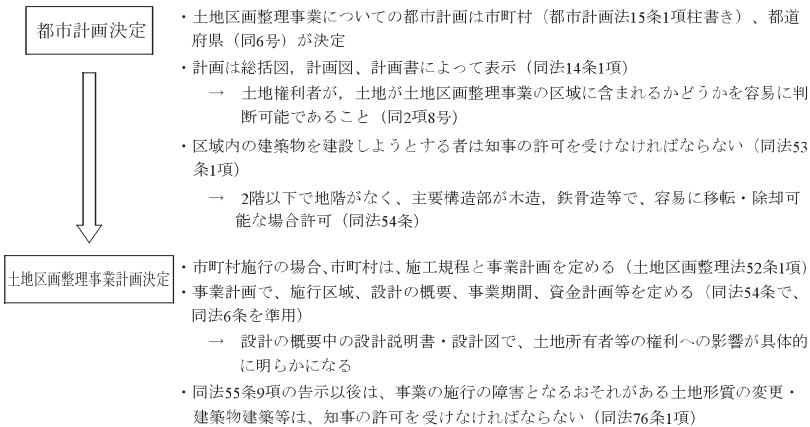 都市計画決定
・土地区画整理事業についての都市計画は市町村（都市計画法15条1項柱書き）、都道
府県（同6号）が決定
・計画は総括図，計画図、計画書によって表示（同法14条1項）
→　土地権利者が，土地が土地区画整理事業の区域に含まれるかどうかを容易に判
断可能であること（同2項8号）
・区域内の建築物を建設しようとする者は知事の許可を受けなければならない（同法53
条1項）
→　2階以下で地階がなく、主要構造部が木造，鉄骨造等で、容易に移転・除却可
能な場合許可（同法54条）
土地区画整理事業計画決定
・市町村施行の場合、市町村は、施工規程と事業計画を定める（土地区画整理法52条1項）
・事業計画で、施行区域、設計の概要、事業期間、資金計画等を定める（同法54条で、
同法6条を準用）
→　設計の概要中の設計説明書・設計図で、土地所有者等の権利への影響が具体的
に明らかになる
・同法55条9項の告示以後は、事業の施行の障害となるおそれがある土地形質の変更・
建築物建築等は、知事の許可を受けなければならない（同法76条1項）